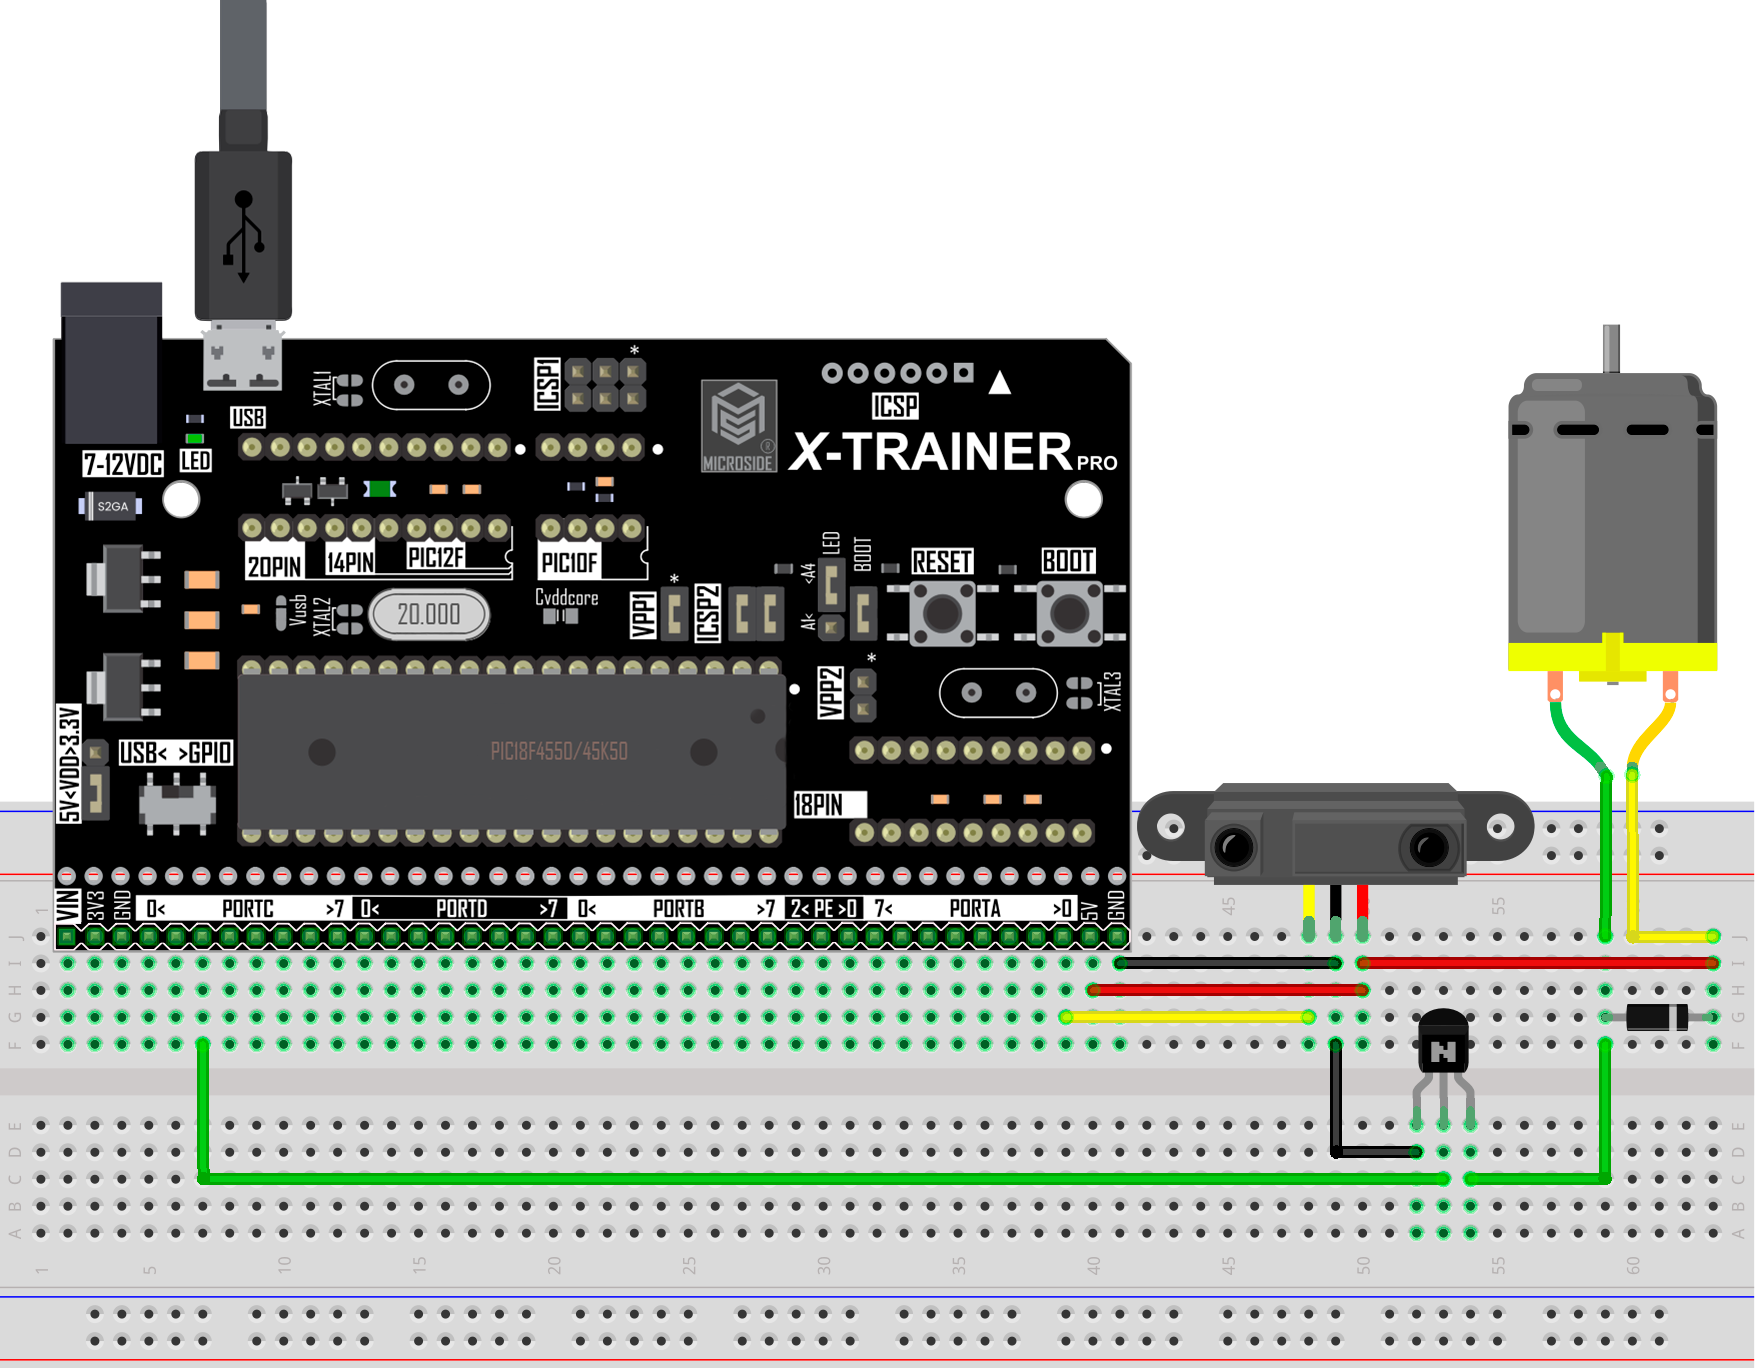 XTAL1
ICSP1
*
ICSP
USB
7-12VDC
LED
MICROSIDE
®
X-TRAINER PRO
S2GA
20PIN
14PIN
PIC12F
PIC10F
LED
BOOT
<A4
RESET
BOOT
Vusb
XTAL2
20.000
Cvddcore
*
VPP1
ICSP2
AK
*
VPP2
XTAL3
5V<VDD>3.3V
USB< >GPIO
PIC18F4550/45K50
18PIN
VIN
3V3
GND
0< PORTC >7
0< PORTD >7
0< PORTB >7
2< PE >0
7< PORTA >0
5V
GND
1
45
55
J
J
I
I
H
H
G
G
F
F
N
E
E
D
D
C
C
B
B
A
A
1
5
10
15
20
25
30
35
40
45
50
55
60